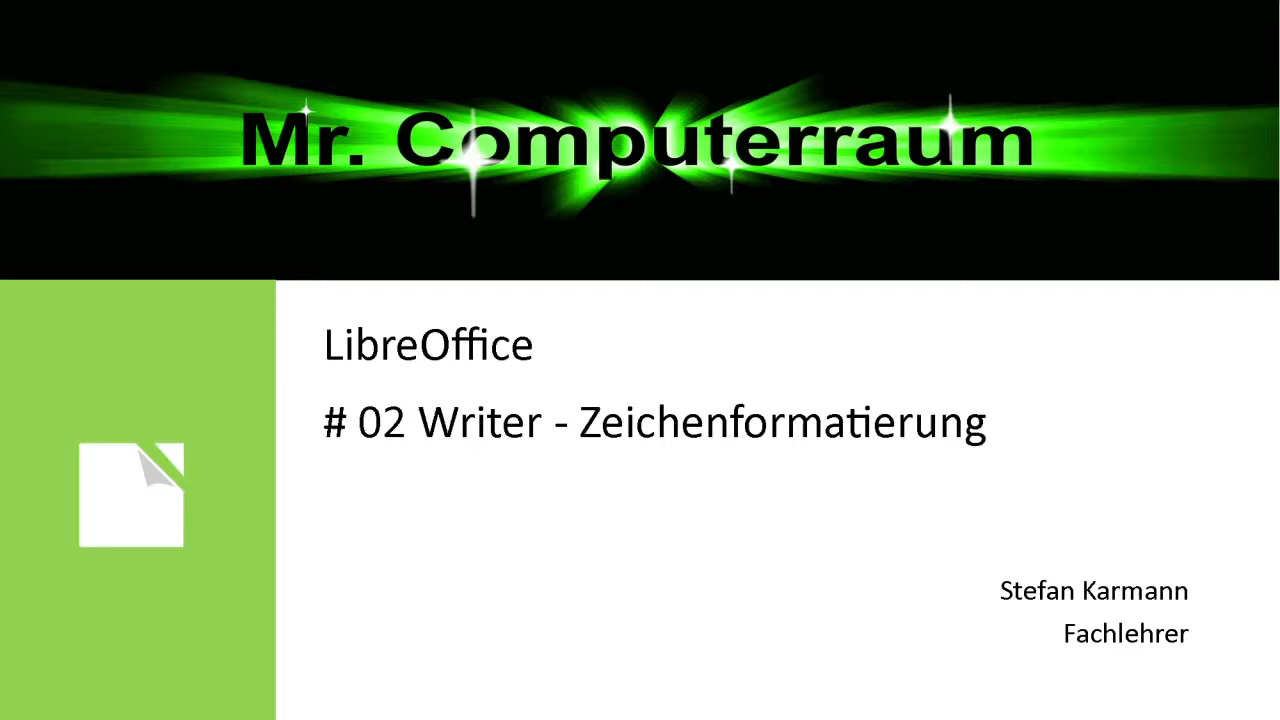 Mr. Computerraum
LibreOffice
# 02 Writer - Zeichenformatierung
Stefan Karmann
Fachlehrer